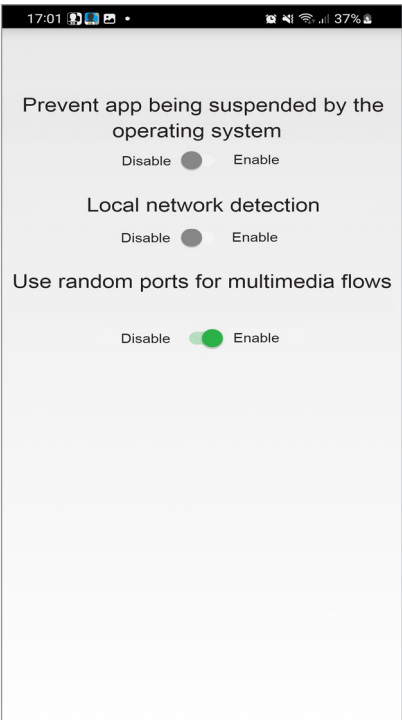 17:01
37%
Prevent app being suspended by the
operating system
Disable Enable
Local network detection
Disable Enable
Use random ports for multimedia flows
Disable Enable